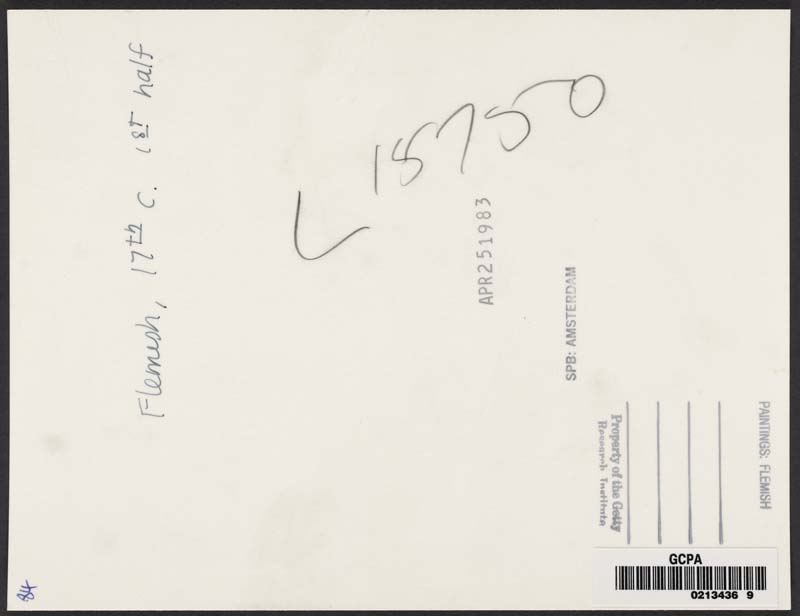 Flemish, 17th c. 1st half
L 15750
APR251983
SPB: AMSTERDAM
PAINTINGS: FLEMISH
Property of the Getty
Research Institute
GCPA
0213436 9
84